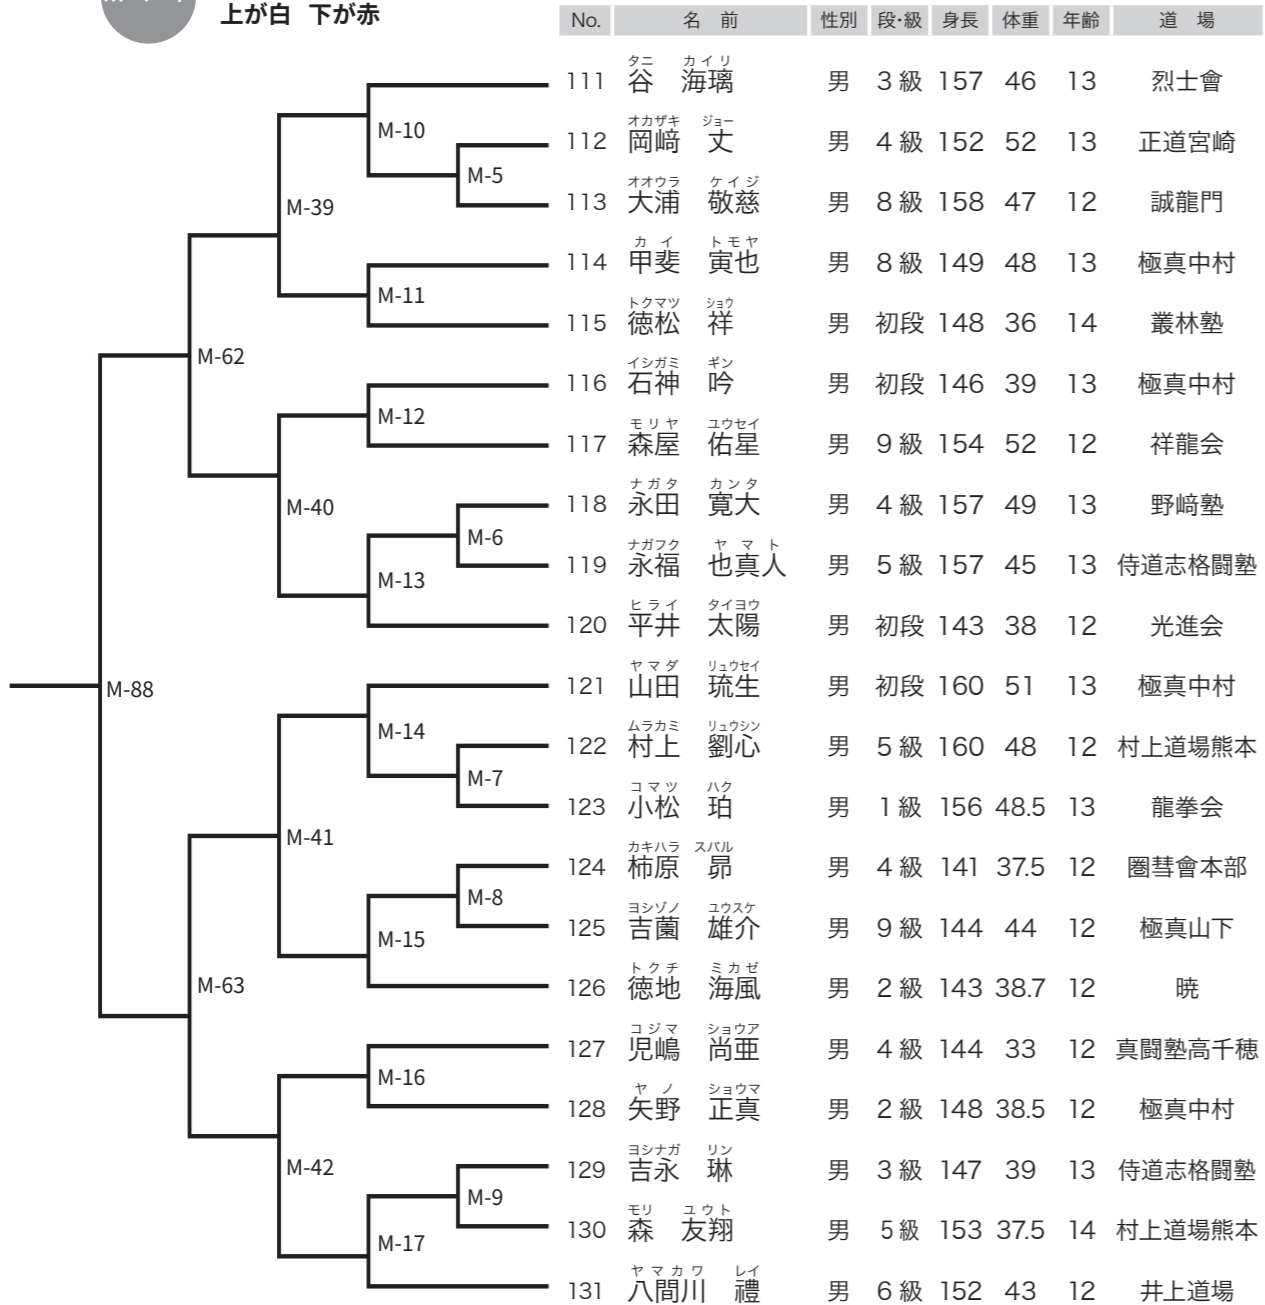 上が白 下が赤
No. 名 前 性別 段・級 身長 体重 年齢 道 場
タニ カイリ
111 谷 海璃 男 3級 157 46 13 烈士會
M-10
オカザキ ジョー
112 岡﨑 丈 男 4級 152 52 13 正道宮崎
M-5
オオウラ ケイジ
113 大浦 敬慈 男 8級 158 47 12 誠龍門
M-39
カイ トモヤ
114 甲斐 寅也 男 8級 149 48 13 極真中村
M-11
トクマツ ショウ
115 徳松 祥 男 初段 148 36 14 叢林塾
M-62
イシガミ ギン
116 石神 吟 男 初段 146 39 13 極真中村
M-12
モリヤ ユウセイ
117 森屋 佑星 男 9級 154 52 12 祥龍会
ナガタ カンタ
118 永田 寛大 男 4級 157 49 13 野﨑塾
M-40
M-6
ナガフク ヤマト
119 永福 也真人 男 5級 157 45 13 侍道志格闘塾
M-13
ヒライ タイヨウ
120 平井 太陽 男 初段 143 38 12 光進会
M-88
ヤマダ リュウセイ
121 山田 琉生 男 初段 160 51 13 極真中村
M-14
ムラカミ リュウシン
122 村上 劉心 男 5級 160 48 12 村上道場熊本
M-7
コマツ ハク
123 小松 珀 男 1級 156 48.5 13 龍拳会
M-41
カキハラ スバル
124 柿原 昴 男 4級 141 37.5 12 圏彗會本部
M-8
ヨシゾノ ユウスケ
125 吉薗 雄介 男 9級 144 44 12 極真山下
M-15
トクチ ミカゼ
126 徳地 海風 男 2級 143 38.7 12 暁
M-63
コジマ ショウア
127 児嶋 尚亜 男 4級 144 33 12 真闘塾高千穂
M-16
ヤノ ショウマ
128 矢野 正真 男 2級 148 38.5 12 極真中村
M-42
ヨシナガ リン
129 吉永 琳 男 3級 147 39 13 侍道志格闘塾
M-9
モリ ユウト
130 森 友翔 男 5級 153 37.5 14 村上道場熊本
M-17
ヤマカワ レイ
131 八間川 禮 男 6級 152 43 12 井上道場